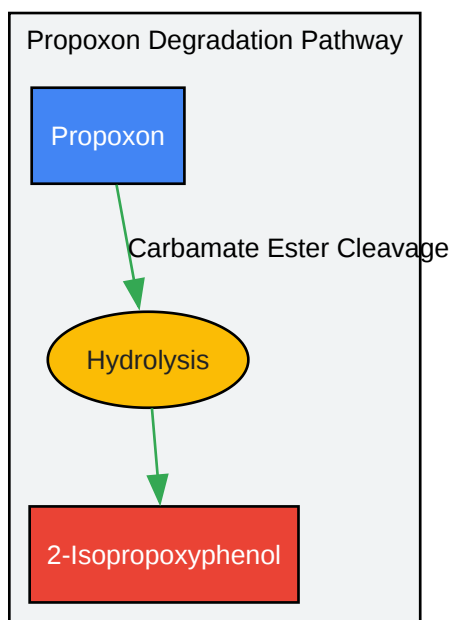 Propoxon Degradation Pathway
Propoxon
Carbamate Ester Cleavage
Hydrolysis
2-Isopropoxyphenol